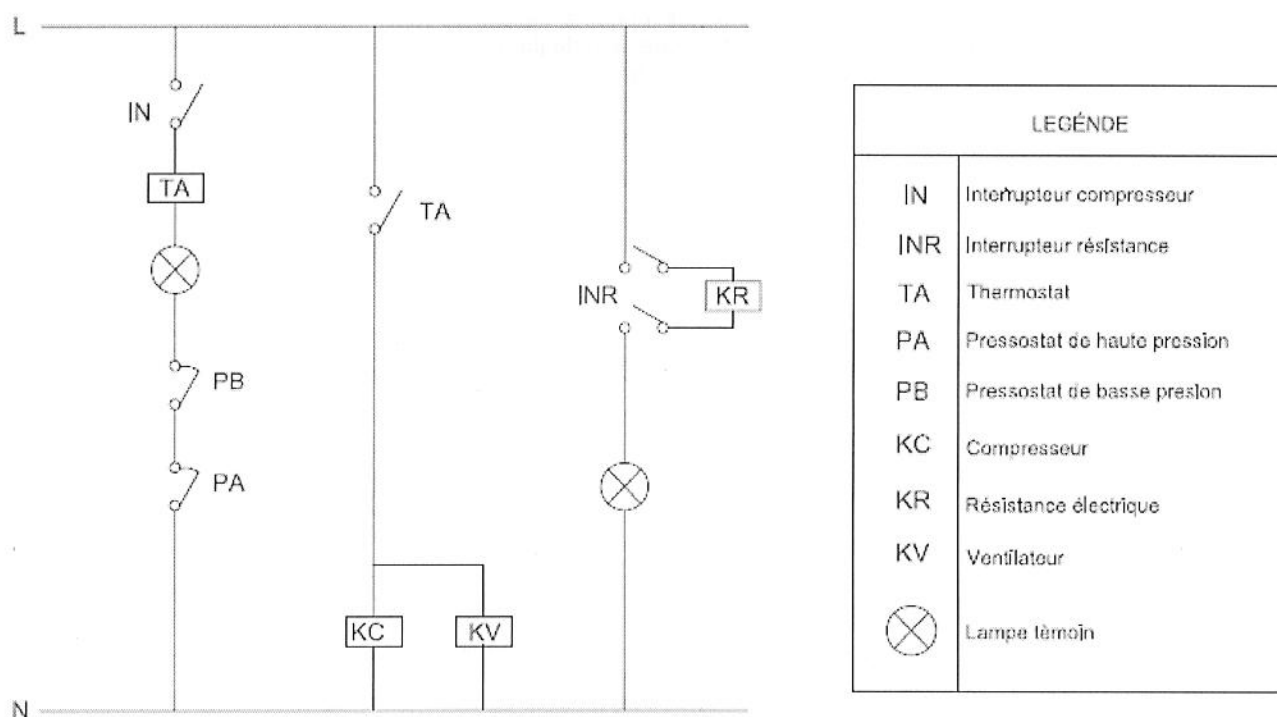 L
IN
TA
TA
INR
KR
PB
PA
KC
KV
N
LEGÉNDE
IN Interrupteur compresseur
INR Interrupteur résistance
TA Thermostat
PA Pressostat de haute pression
PB Pressostat de basse presion
KC Compresseur
KR Résistance électrique
KV Ventilateur
Lampe tèmoin